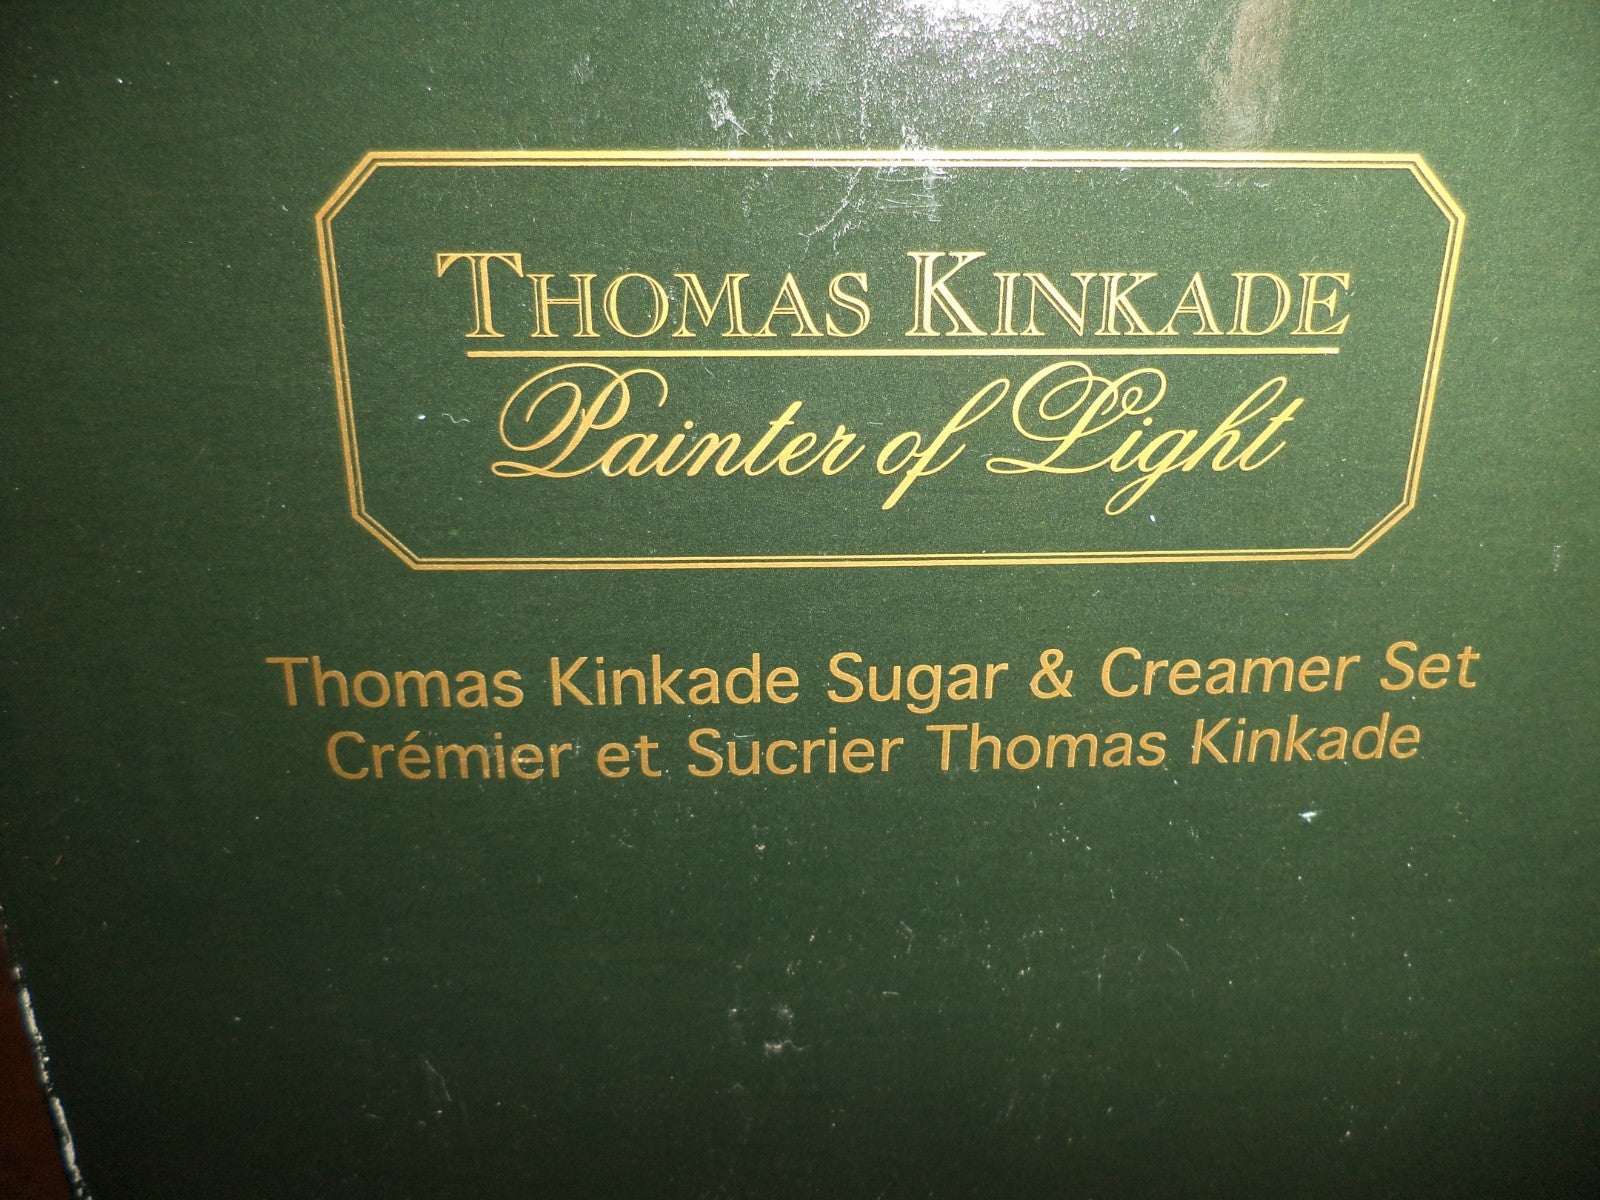 THOMAS KINKADE
Painter of Light
Thomas Kinkade Sugar & Creamer Set
Crémier et Sucrier Thomas Kinkade